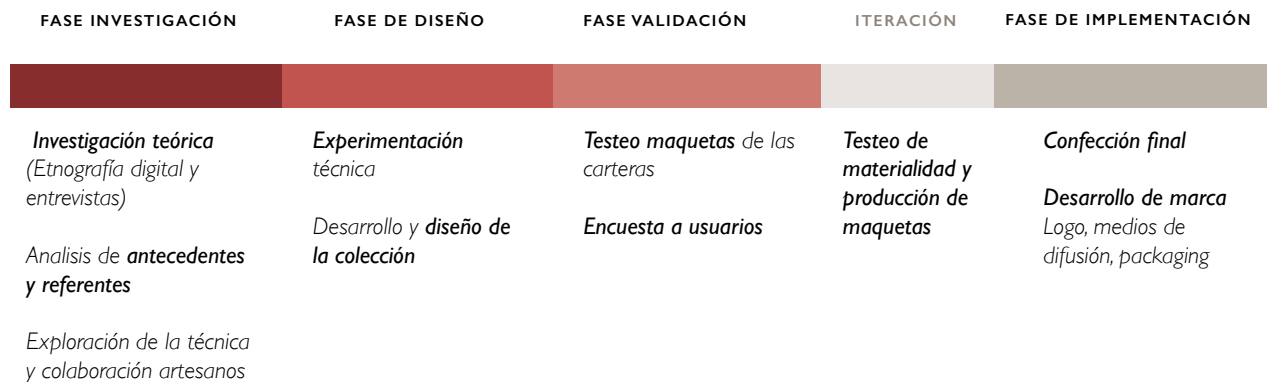 FASE INVESTIGACIÓN
FASE DE DISEÑO
FASE VALIDACIÓN
ITERACIÓN
FASE DE IMPLEMENTACIÓN
Investigación teórica
(Etnografía digital y
entrevistas)
Analisis de antecedentes
y referentes
Exploración de la técnica
y colaboración artesanos
Experimentación
técnica
Desarrollo y diseño de
la colección
Testeo maquetas de las
carteras
Encuesta a usuarios
Testeo de
materialidad y
producción de
maquetas
Confección final
Desarrollo de marca
Logo, medios de
difusión, packaging